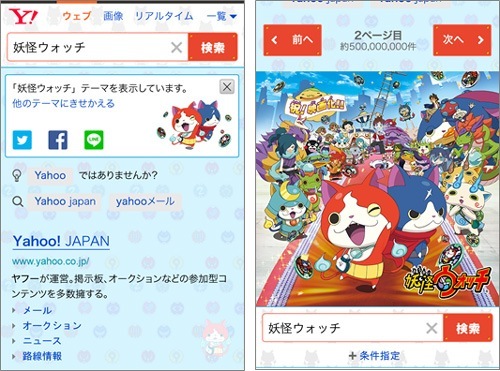 Y!
ウェブ 画像 リアルタイム 一覧
妖怪ウォッチ
検索
「妖怪ウォッチ」テーマを表示しています。
他のテーマにきせかえる
LINE
Yahoo ではありませんか?
Yahoo japan yahooメール
Yahoo! JAPAN
www.yahoo.co.jp/
ヤフーが運営。掲示板、オークションなどの参加型コ
ンテンツを多数擁する。
メール
オークション
ニュース
路線情報
前へ
2ページ目
約500,000,000件
次へ
祝!映画化!!
妖怪ウォッチ
妖怪ウォッチ
検索
+条件指定